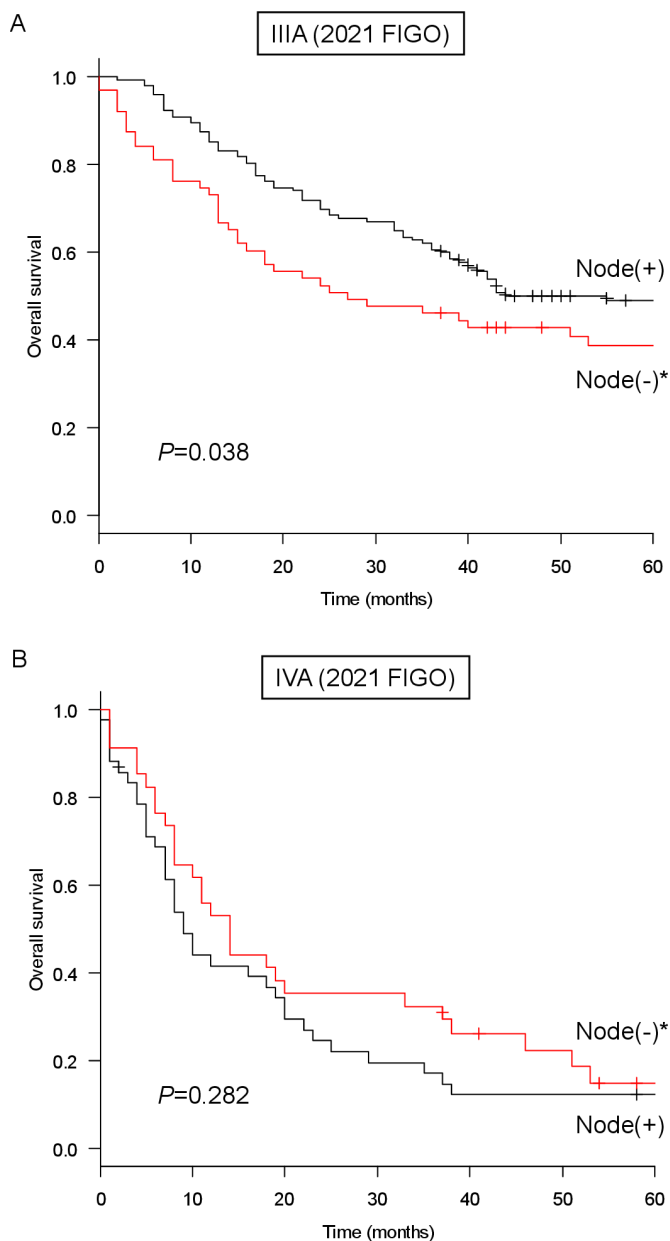 A
IIIA (2021 FIGO)
1.0
0.8
0.6
0.4
0.2
0.0
Overall survival
Node(+)
Node(-)*
P=0.038
0 10 20 30 40 50 60
Time (months)
B
IVA (2021 FIGO)
1.0
0.8
0.6
0.4
0.2
0.0
Overall survival
Node(-)*
Node(+)
P=0.282
0 10 20 30 40 50 60
Time (months)